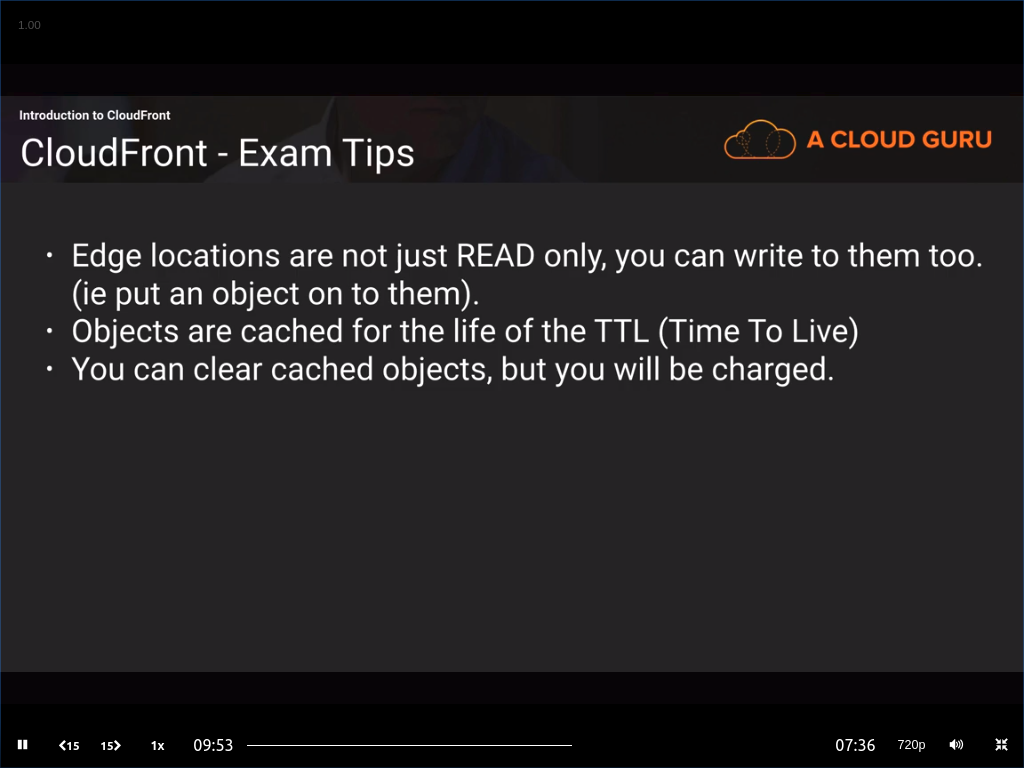 1.00
Introduction to CloudFront
CloudFront - Exam Tips
A CLOUD GURU
• Edge locations are not just READ only, you can write to them too.
(ie put an object on to them).
• Objects are cached for the life of the TTL (Time To Live)
• You can clear cached objects, but you will be charged.
15 15 1x 09:53 07:36 720p